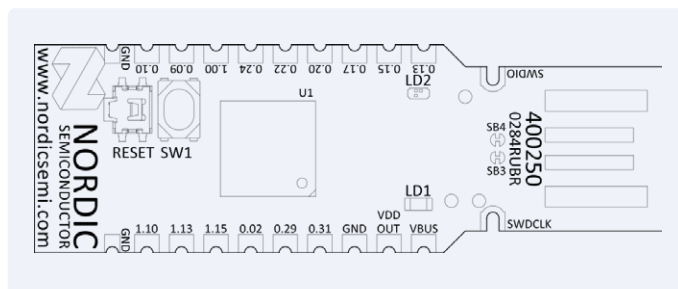 GND 0.10 0.09 1.00 0.24 0.22 0.20 0.17 0.15 0.13
SWDIO
LD2
U1
www.nordicsemi.com
NORDIC
SEMICONDUCTOR
RESET SW1
SB4
SB3
400250
0284RUBR
LD1
GND 1.10 1.13 1.15 0.02 0.29 0.31 GND VDD OUT VBUS
SWDCLK